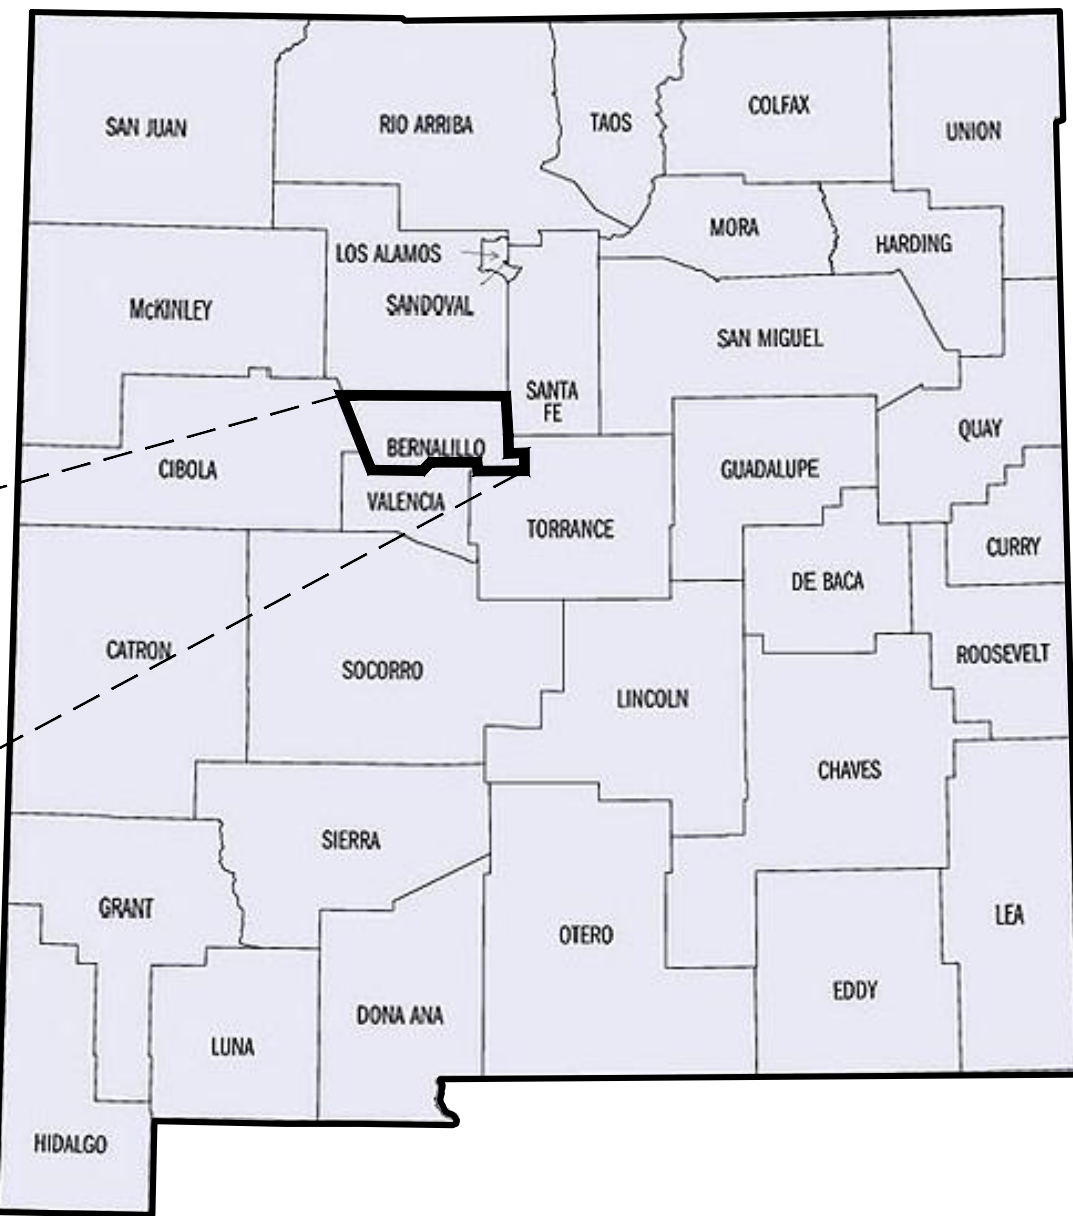 SAN JUAN
RIO ARRIBA
TAOS
COLFAX
UNION
MORA
HARDING
LOS ALAMOS
McKINLEY
SANDOVAL
SAN MIGUEL
SANTA
FE
QUAY
BERNALILLO
CIBOLA
GUADALUPE
VALENCIA
TORRANCE
CURRY
DE BACA
CATRON
SOCORRO
ROOSEVELT
LINCOLN
CHAVES
SIERRA
GRANT
LEA
OTERO
EDDY
DONA ANA
LUNA
HIDALGO